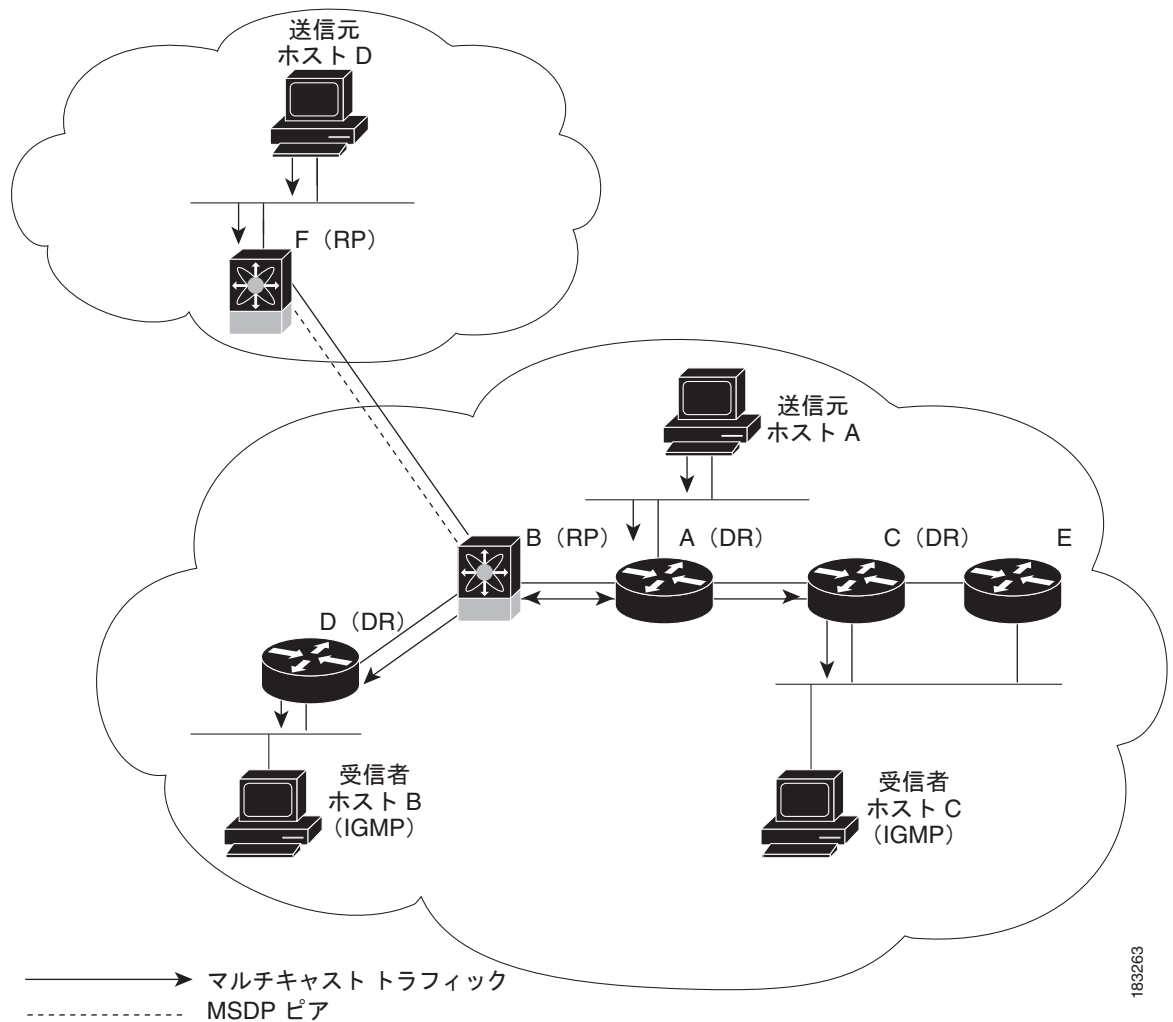 送信元
ホスト D
F（RP）
送信元
ホスト A
B（RP）
A（DR）
C（DR）
E
D（DR）
受信者
ホスト B
（IGMP）
受信者
ホスト C
（IGMP）
マルチキャスト トラフィック
MSDP ピア
183263